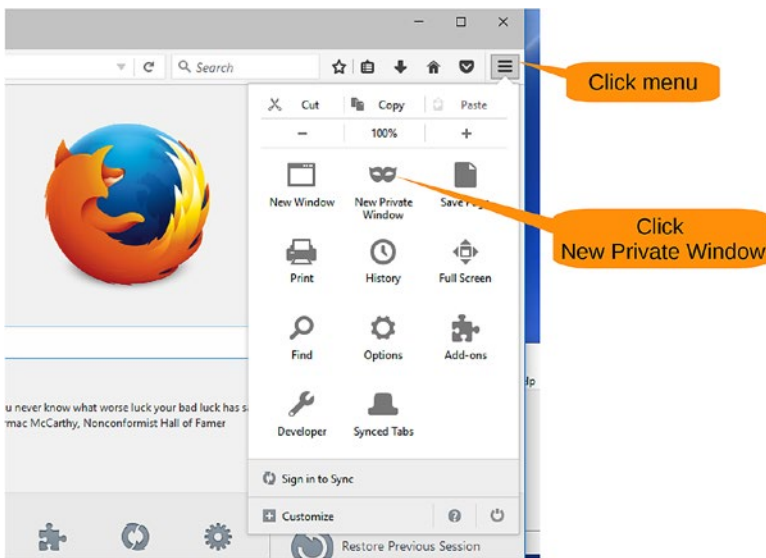 Search
Click menu
Cut Copy Paste
100%
New Window New Private Window Save Page
Click
New Private Window
Print History Full Screen
Find Options Add-ons
u never know what worse luck your bad luck has s
rmac McCarthy, Nonconformist Hall of Famer
Developer Synced Tabs
Sign in to Sync
Customize
Restore Previous Session